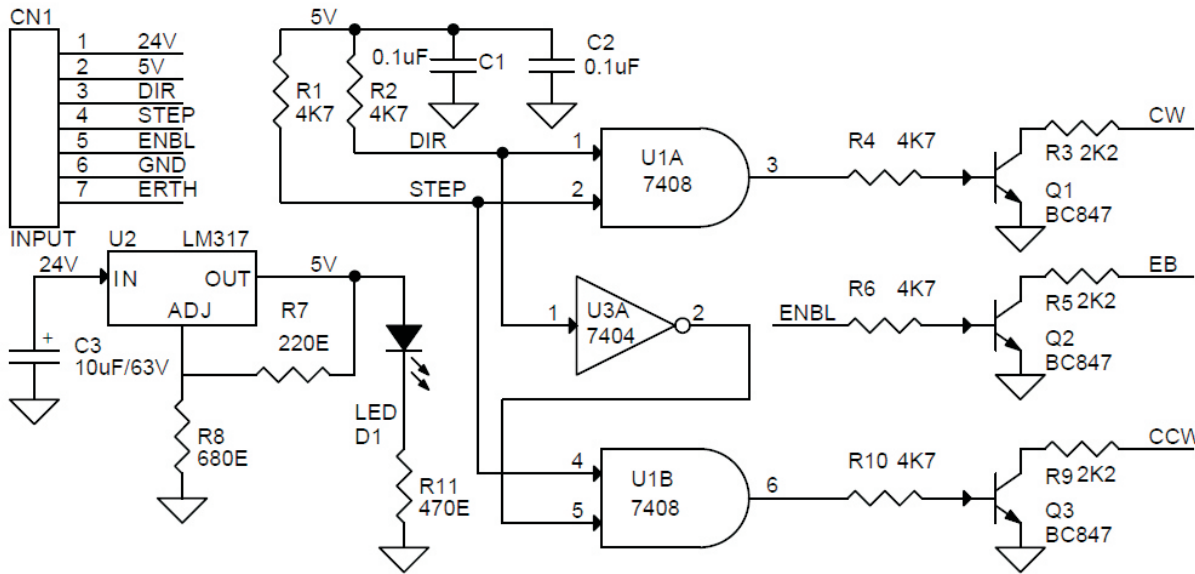 CN1
1 24V
2 5V
3 DIR
4 STEP
5 ENBL
6 GND
7 ERTH
INPUT
5V
R1
4K7
R2
4K7
0.1uF
C1
C2
0.1uF
DIR
STEP
1
2
U1A
7408
3
R4 4K7
R3 2K2
CW
Q1
BC847
U2 LM317
24V
IN
OUT
ADJ
5V
R7
220E
+
C3
10uF/63V
R8
680E
LED
D1
R11
470E
1
U3A
7404
2
ENBL
R6 4K7
R5 2K2
EB
Q2
BC847
4
5
U1B
7408
6
R10 4K7
R9 2K2
CCW
Q3
BC847